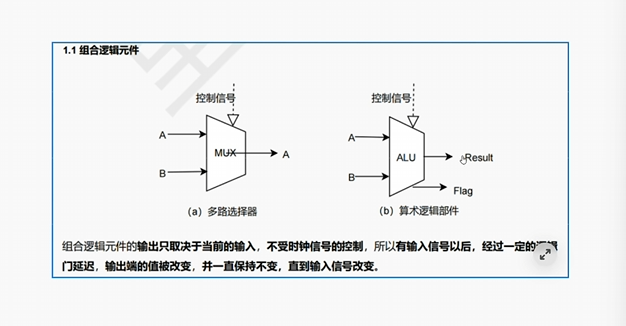 1.1 组合逻辑元件
控制信号
控制信号
A
MUX
A
B
A
ALU
Result
B
Flag
（a）多路选择器
（b）算术逻辑部件
组合逻辑元件的输出只取决于当前的输入，不受时钟信号的控制，所以有输入信号以后，经过一定的逻辑
门延迟，输出端的值被改变，并一直保持不变，直到输入信号改变。